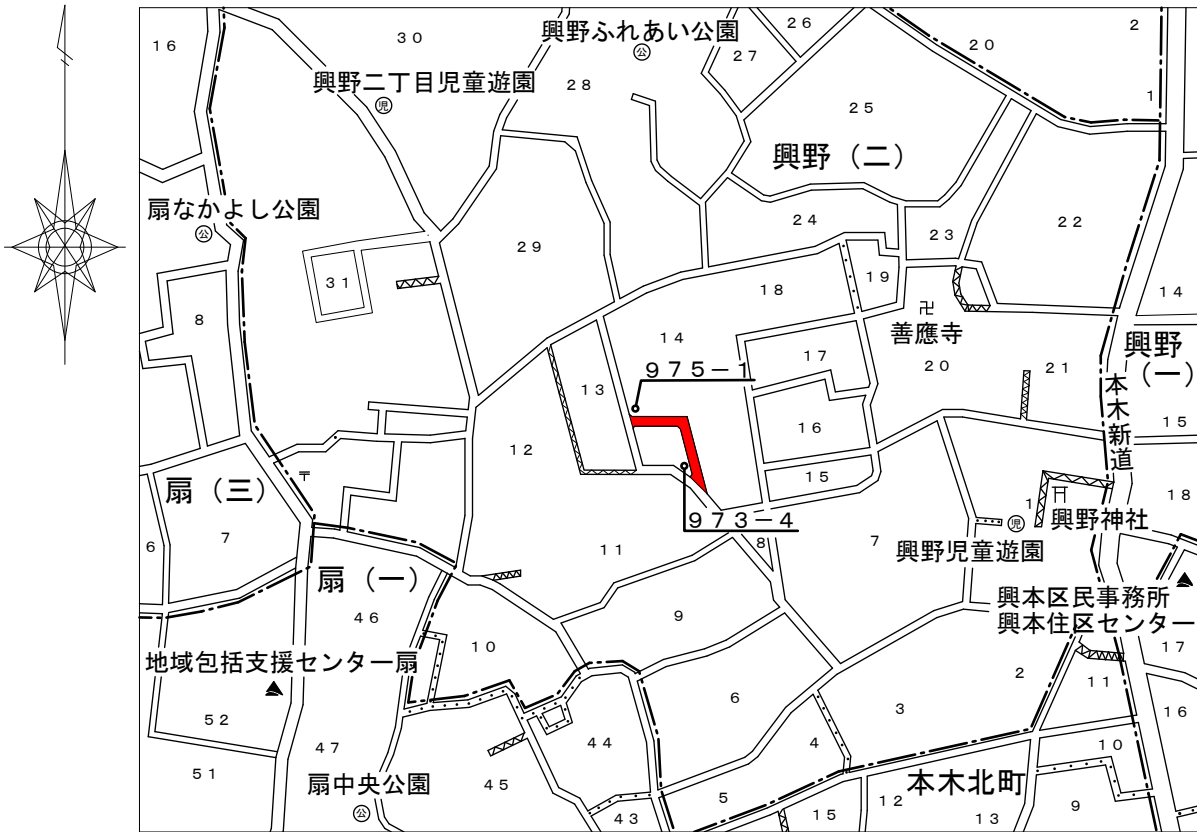 16
30
興野ふれあい公園
公
26
27
20
2
1
興野二丁目児童遊園
児
28
25
興野(二)
扇なかよし公園
公
24
23
22
29
31
18
19
14
8
卍
善應寺
興野
(一)
14
17
20
21
975-1
13
本木新道
12
16
15
15
扇(三)
〒
973-4
18
1
興野神社
児
興野児童遊園
6
7
11
8
7
扇(一)
興本区民事務所
興本住区センター
46
9
10
17
地域包括支援センター扇
2
11
6
16
52
3
44
4
47
10
51
扇中央公園
公
45
本木北町
5
12
9
43
15
13